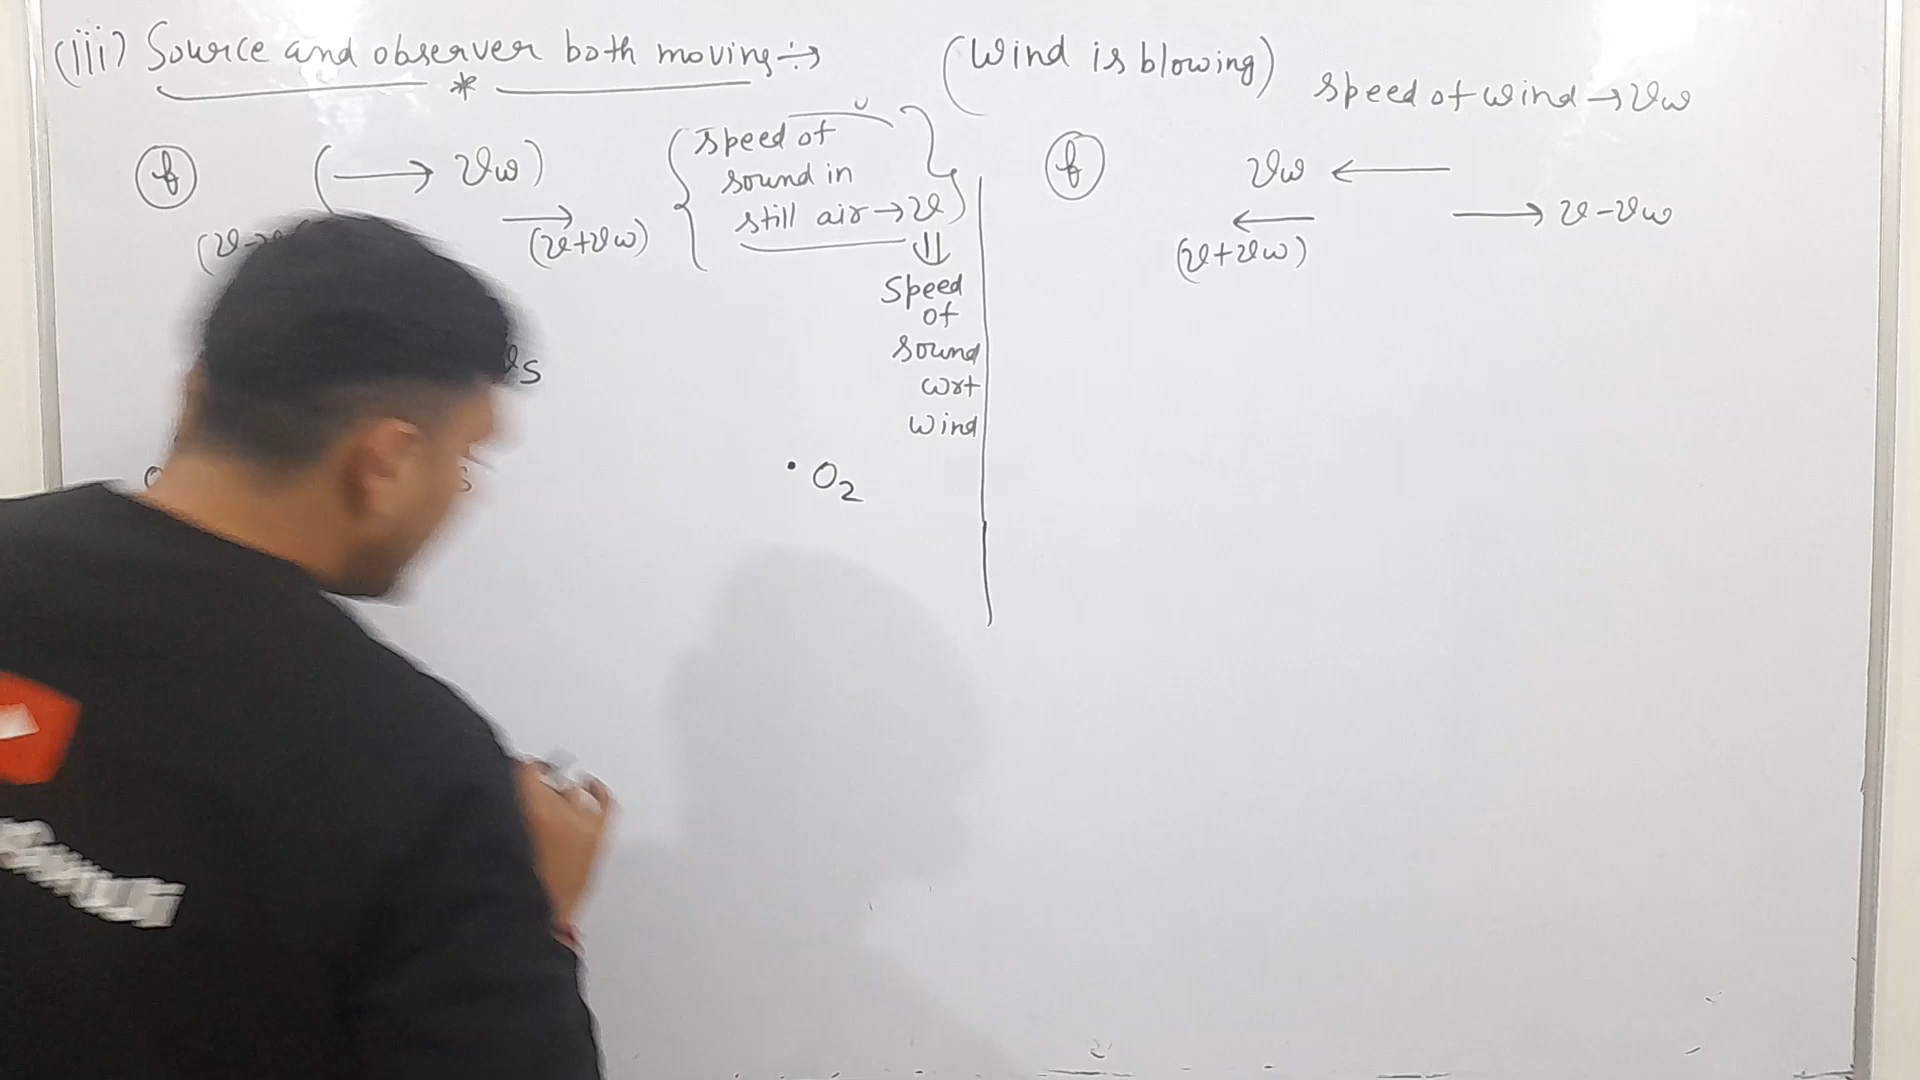 (iii) Source and observer both moving :→ (Wind is blowing)
*
speed of wind → vw
f (→ vw) {speed of sound in still air → v)
(v- (v+vw)
⇓
Speed
of
sound
wrt
wind
vs
s
• O2
f vw ←
← → v-vw
(v+vw)